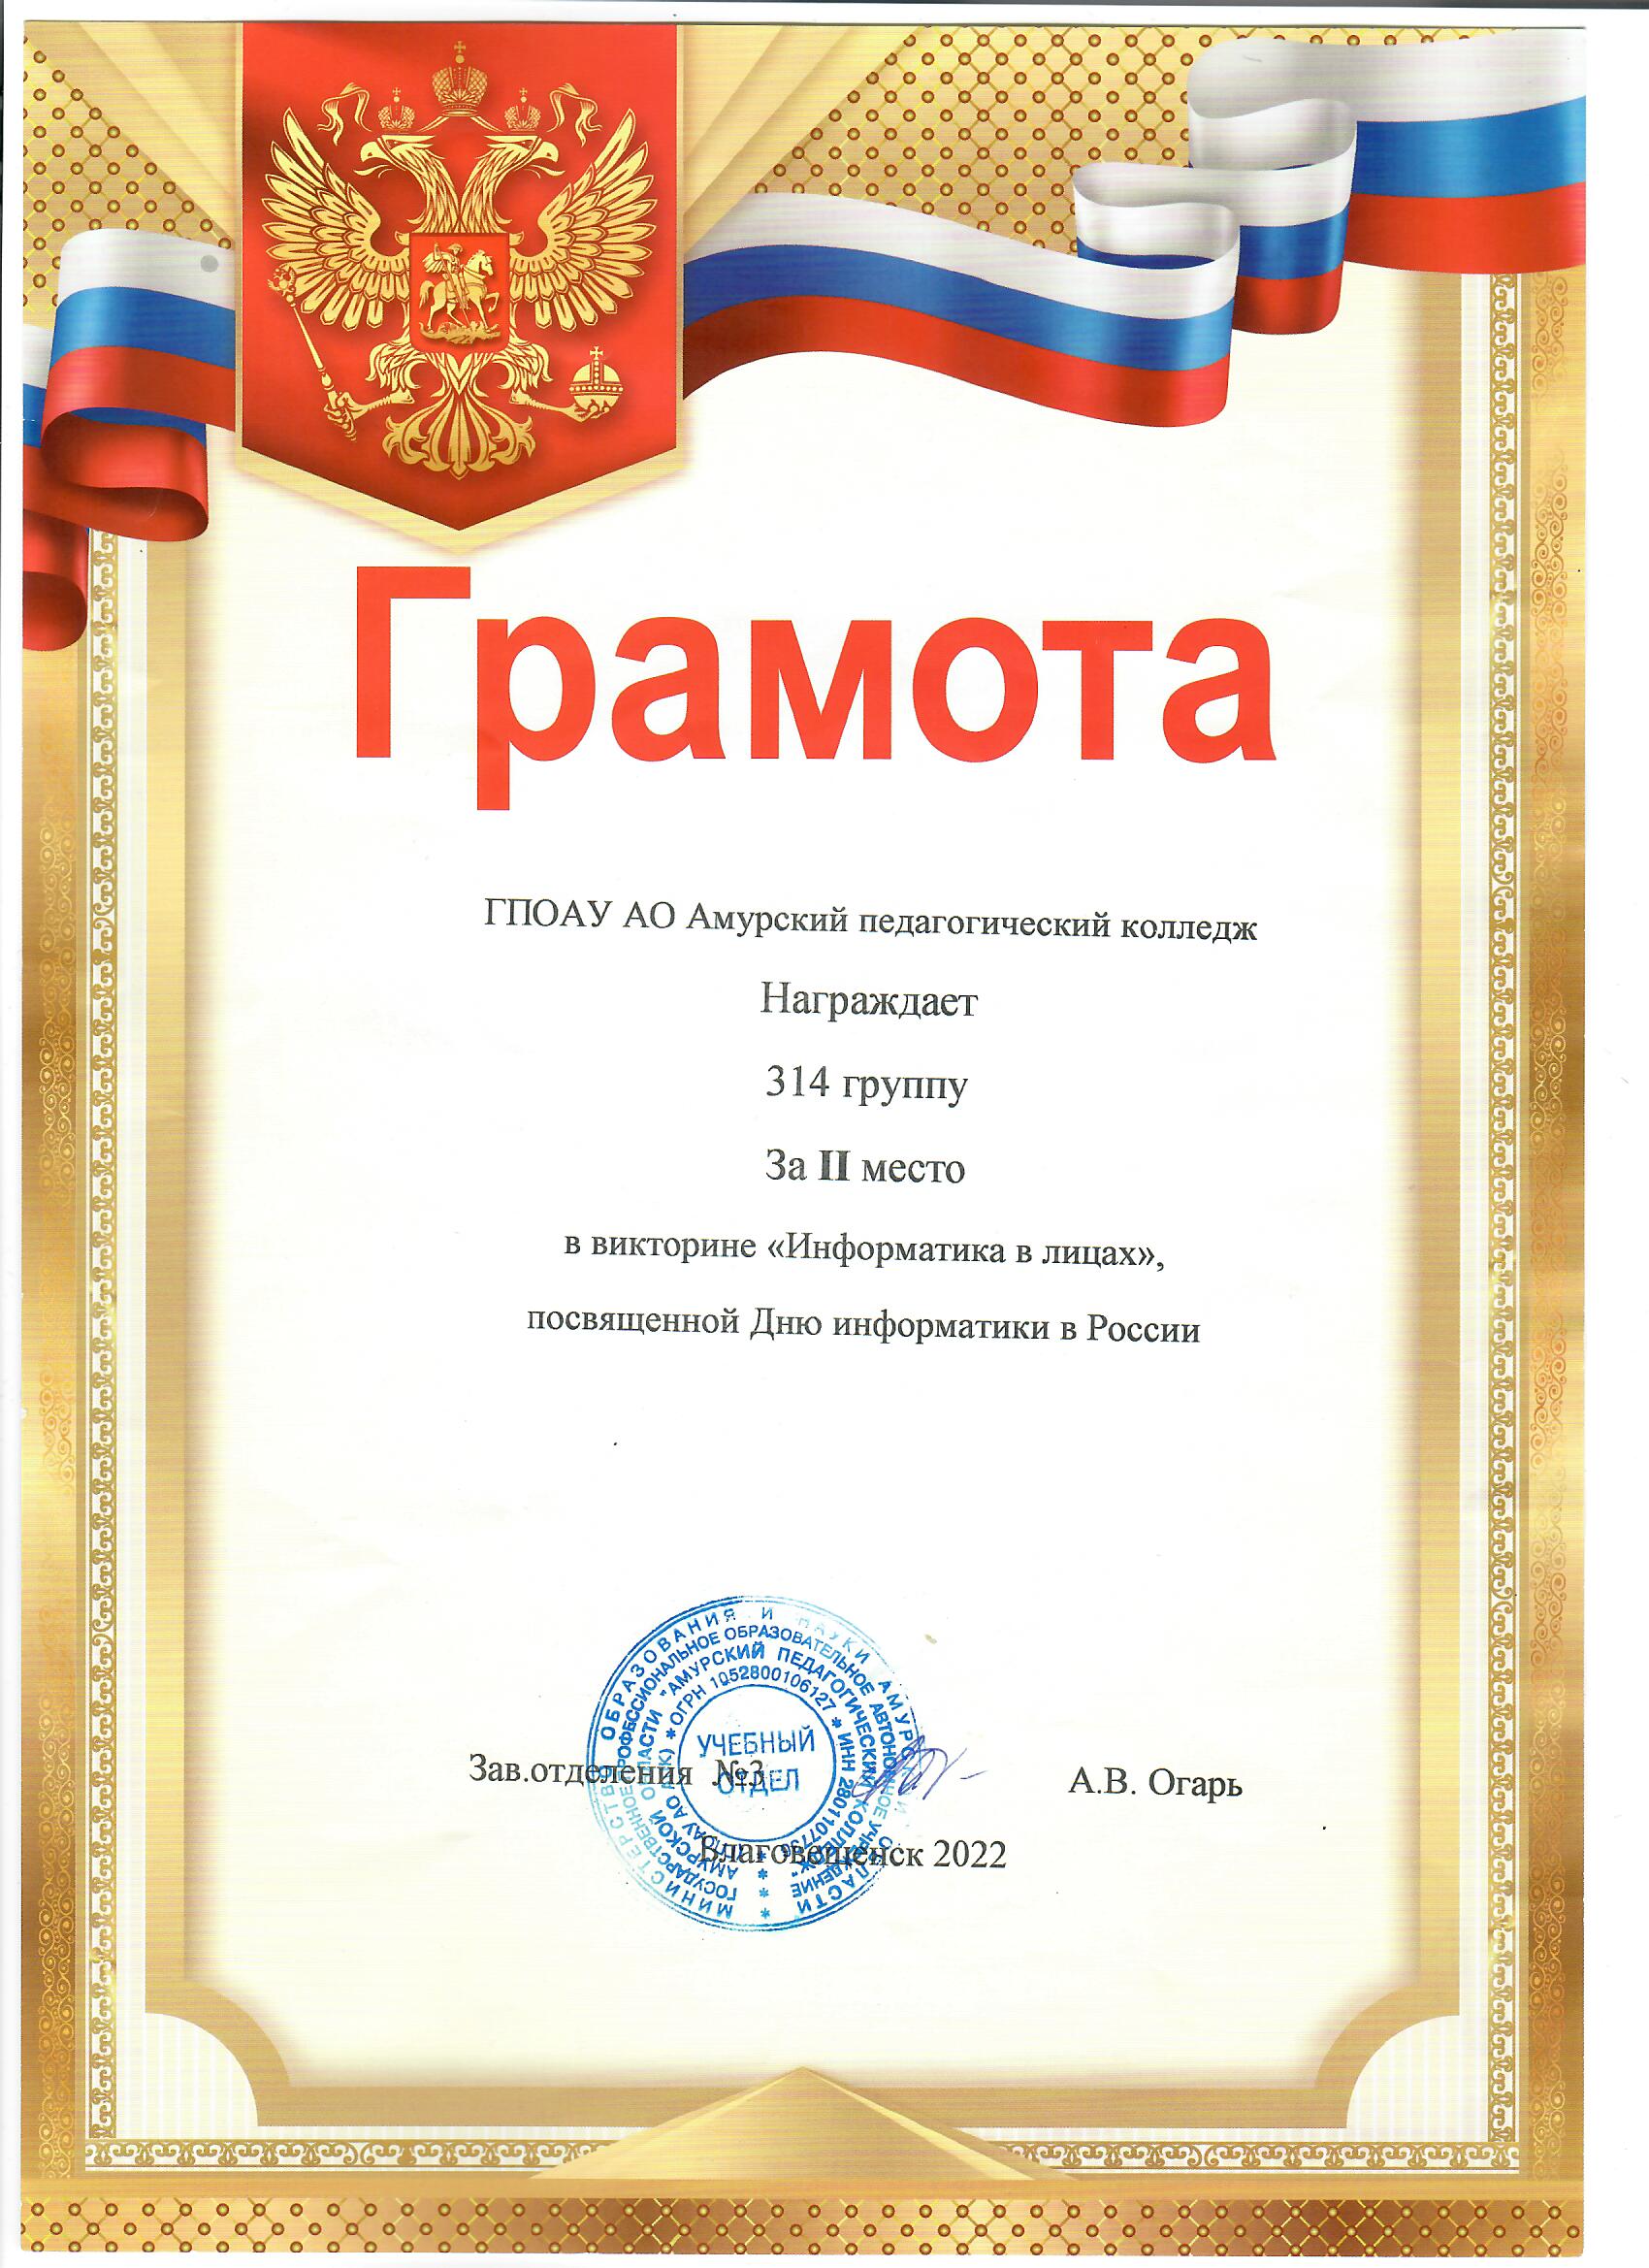 Грамота
ГПОАУ АО Амурский педагогический колледж
Награждает
314 группу
За II место
в викторине «Информатика в лицах»,
посвященной Дню информатики в России
МИНИСТЕРСТВО ОБРАЗОВАНИЯ И НАУКИ АМУРСКОЙ ОБЛАСТИ
ГОСУДАРСТВЕННОЕ ПРОФЕССИОНАЛЬНОЕ ОБРАЗОВАТЕЛЬНОЕ АВТОНОМНОЕ УЧРЕЖДЕНИЕ
АМУРСКОЙ ОБЛАСТИ "АМУРСКИЙ ПЕДАГОГИЧЕСКИЙ КОЛЛЕДЖ"
ОГРН 1052800106127 * ИНН
УЧЕБНЫЙ
ОТДЕЛ
Зав.отделения №3 А.В. Огарь
Благовещенск 2022